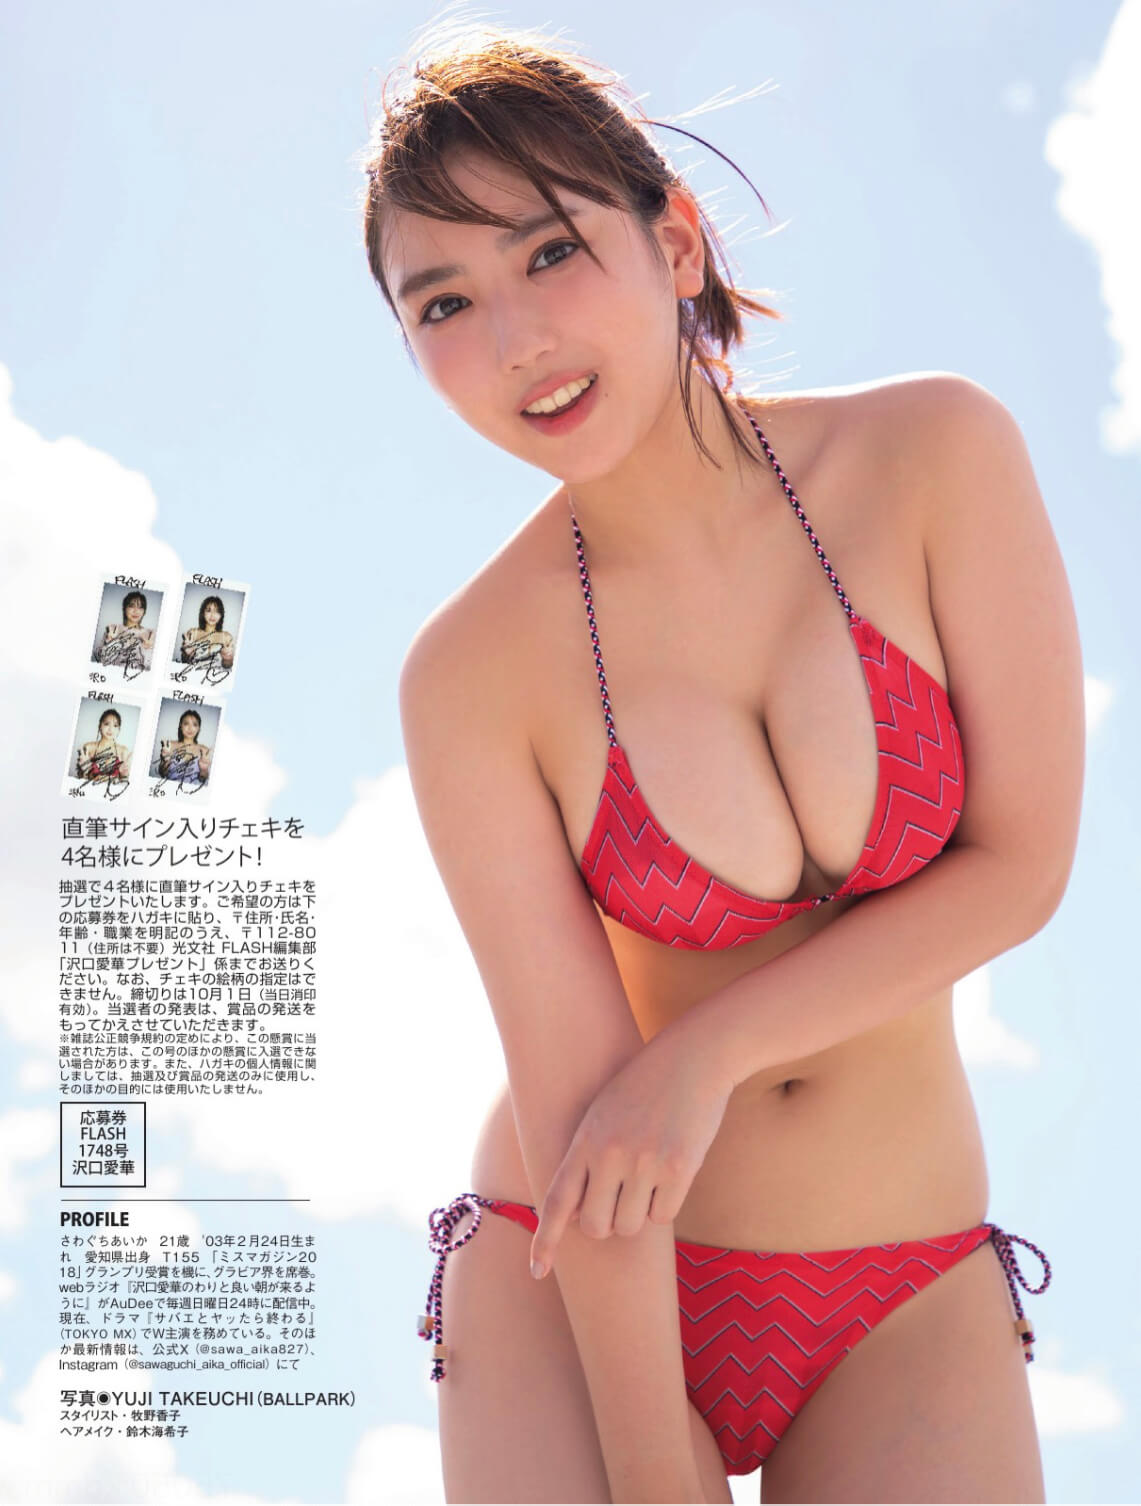 FLASH
FLASH
沢口
沢口
FLASH
FLASH
沢口
直筆サイン入りチェキを
4名様にプレゼント!
抽選で4名様に直筆サイン入りチェキを
プレゼントいたします。ご希望の方は下
の応募券をハガキに貼り、〒住所・氏名・
年齢・職業を明記のうえ、〒112-80
11(住所は不要)光文社 FLASH編集部
「沢口愛華プレゼント」係までお送りく
ださい。なお、チェキの絵柄の指定はで
きません。締切りは10月1日(当日消印
有効)。当選者の発表は、賞品の発送を
もってかえさせていただきます。
※雑誌公正競争規約の定めにより、この懸賞に当
選された方は、この号のほかの懸賞に入選できな
い場合があります。また、ハガキの個人情報に関
しましては、抽選及び賞品の発送のみに使用し、
そのほかの目的には使用いたしません。
応募券
FLASH
1748号
沢口愛華
PROFILE
さわぐちあいか 21歳 '03年2月24日生ま
れ 愛知県出身 T155 「ミスマガジン20
18」グランプリ受賞を機に、グラビア界を席巻。
webラジオ『沢口愛華のわりと良い朝が来るよ
うに』がAuDeeで毎週日曜日24時に配信中。
現在、ドラマ『サバエとヤッたら終わる』
(TOKYO MX)でW主演を務めている。そのほ
か最新情報は、公式X(@sawa_aika827)、
Instagram(@sawaguchi_aika_official)にて
写真◉YUJI TAKEUCHI(BALLPARK)
スタイリスト・牧野香子
ヘアメイク・鈴木海希子